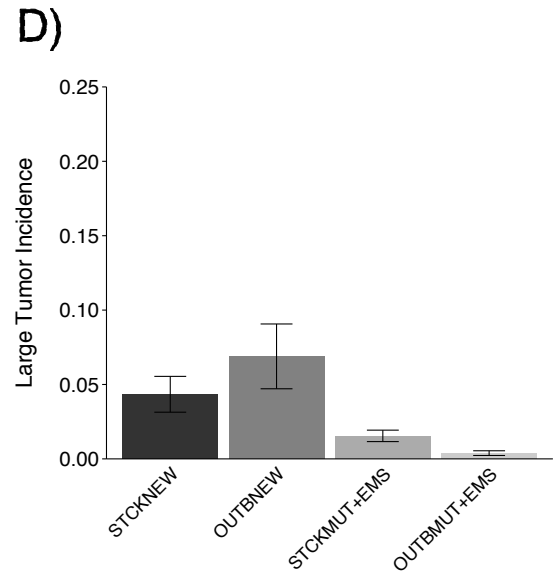 D)
Large Tumor Incidence
0.25
0.20
0.15
0.10
0.05
0.00
STCKNEW
OUTBNEW
STCKMUT+EMS
OUTBMUT+EMS